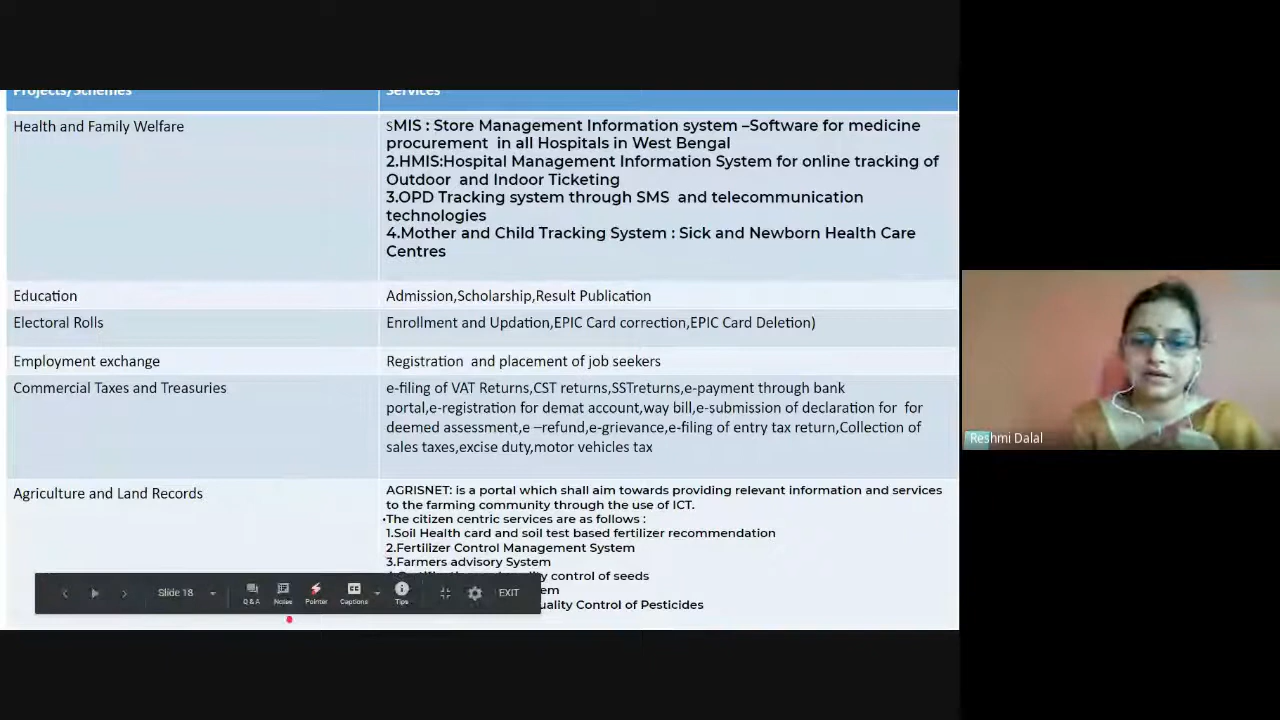 Projects/Schemes
Services
Health and Family Welfare
SMIS : Store Management Information system –Software for medicine
procurement in all Hospitals in West Bengal
2.HMIS:Hospital Management Information System for online tracking of
Outdoor and Indoor Ticketing
3.OPD Tracking system through SMS and telecommunication
technologies
4.Mother and Child Tracking System : Sick and Newborn Health Care
Centres
Education
Admission,Scholarship,Result Publication
Electoral Rolls
Enrollment and Updation,EPIC Card correction,EPIC Card Deletion)
Employment exchange
Registration and placement of job seekers
Commercial Taxes and Treasuries
e-filing of VAT Returns,CST returns,SSTreturns,e-payment through bank
portal,e-registration for demat account,way bill,e-submission of declaration for for
deemed assessment,e –refund,e-grievance,e-filing of entry tax return,Collection of
sales taxes,excise duty,motor vehicles tax
Agriculture and Land Records
AGRISNET: is a portal which shall aim towards providing relevant information and services
to the farming community through the use of ICT.
•The citizen centric services are as follows :
1.Soil Health card and soil test based fertilizer recommendation
2.Fertilizer Control Management System
3.Farmers advisory System
control of seeds
Control of Pesticides
Slide 18
Q & A
Notes
Pointer
Captions
Tips
EXIT
Reshmi Dalal